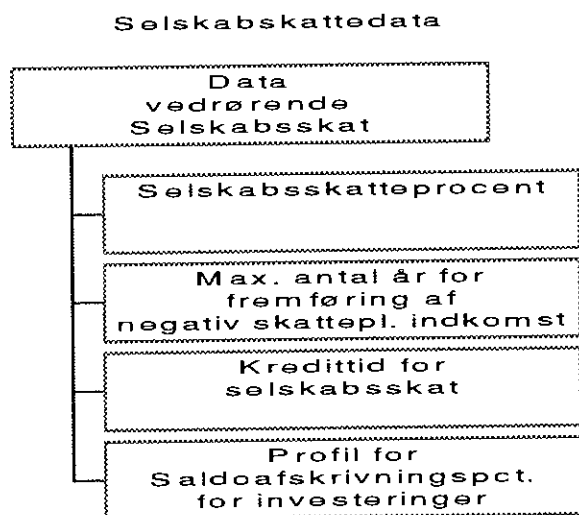 Selskabskattedata
Data
vedrørende
Selskabsskat
Selskabsskatteprocent
Max. antal år for
fremføring af
negativ skattepl. indkomst
Kredittid for
selskabsskat
Profil for
Saldoafskrivningspct.
for investeringer